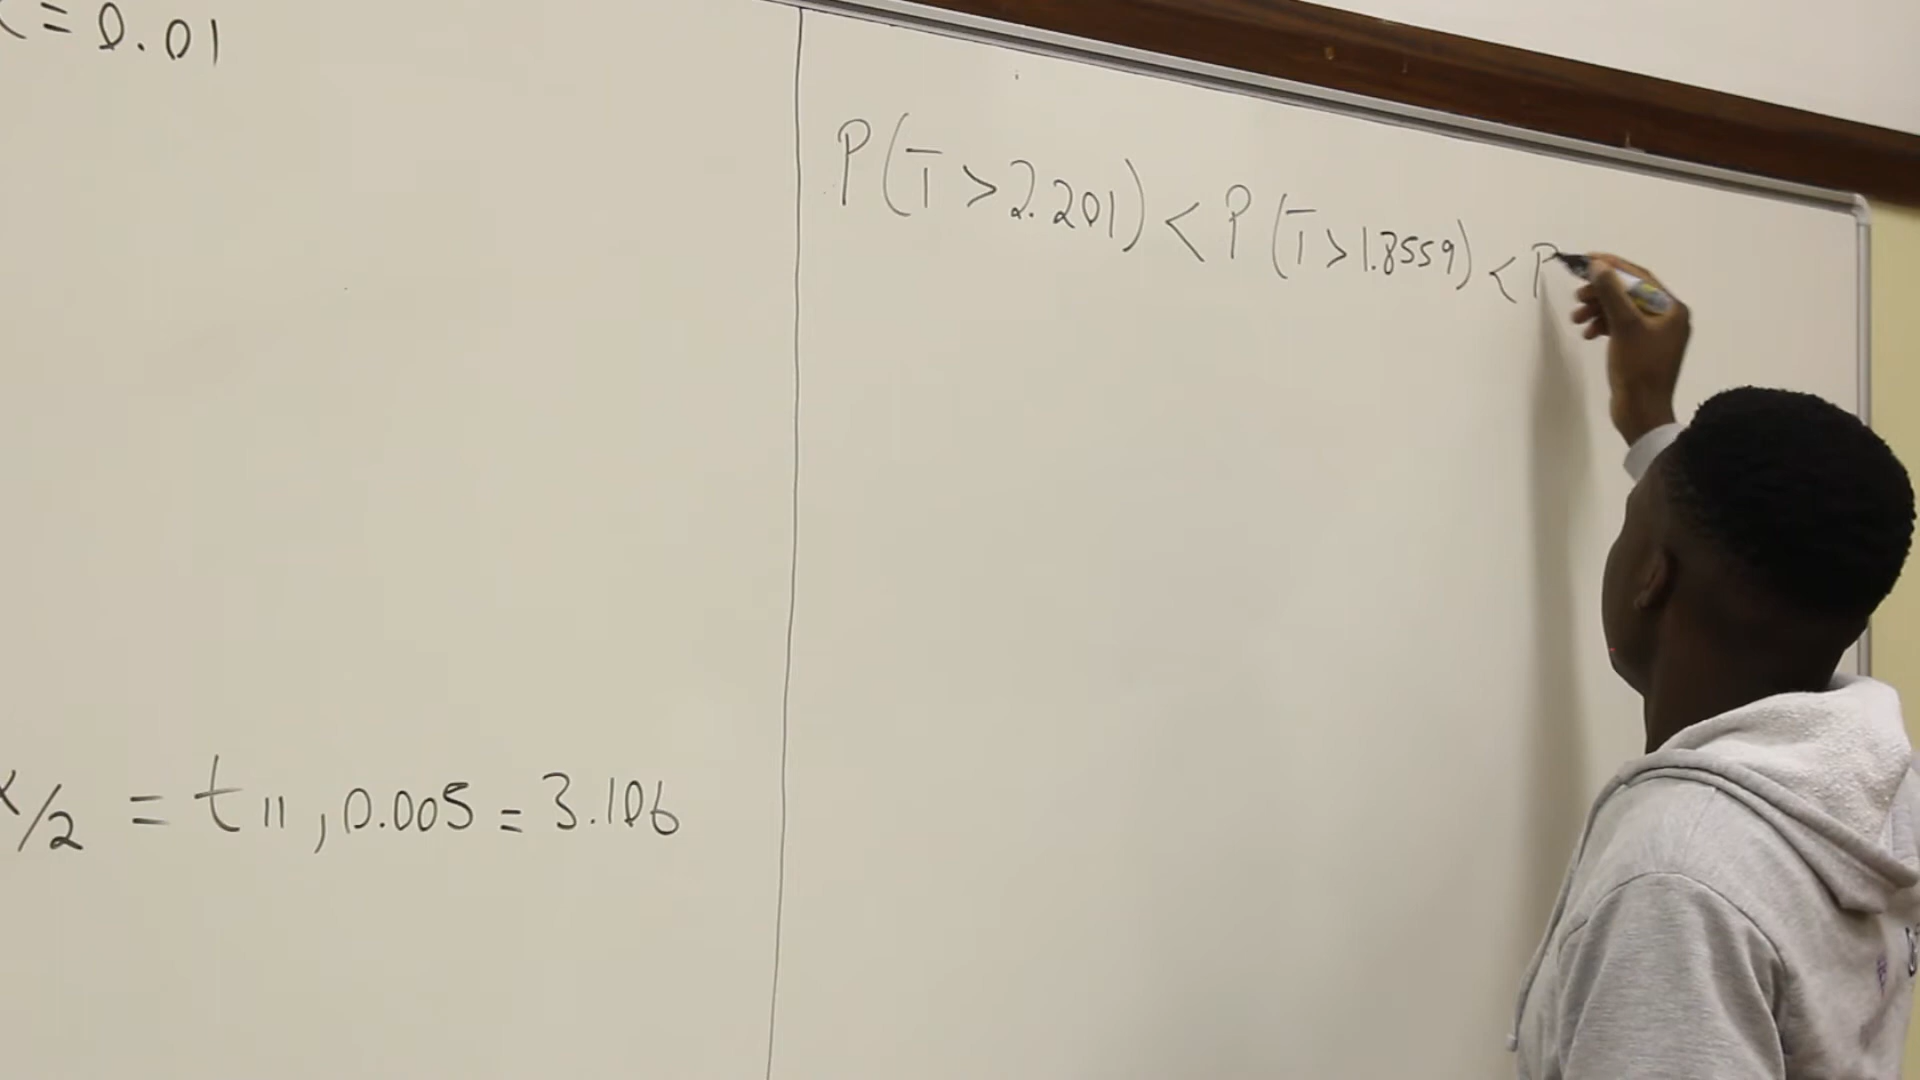 = 0.01
P(T > 2.201) < P(T > 1.8559) < P
/2 = t 11, 0.005 = 3.106